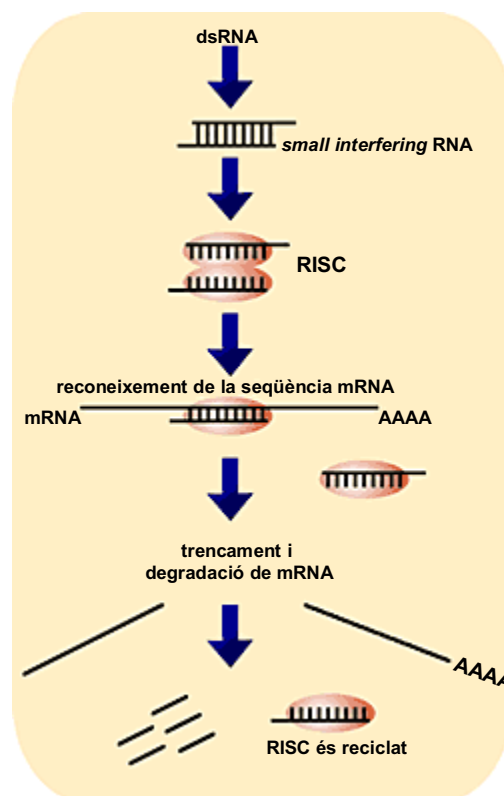 dsRNA
small interfering RNA
RISC
reconeixement de la seqüència mRNA
mRNA AAAA
trencament i
degradació de mRNA
AAAA
RISC és reciclat